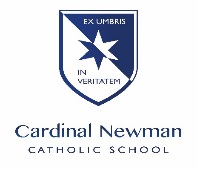 EX UMBRIS
IN
VERITATEM
Cardinal Newman
CATHOLIC SCHOOL